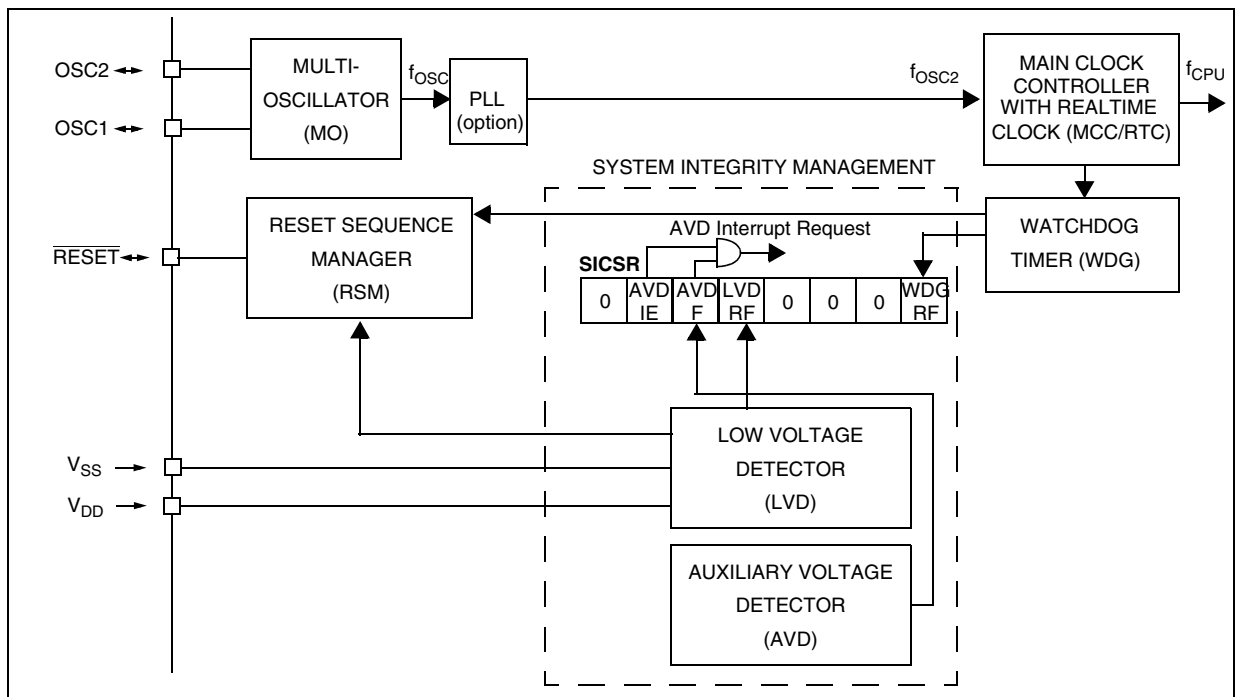 OSC2
OSC1
MULTI-
OSCILLATOR
(MO)
fOSC
PLL
(option)
fOSC2
MAIN CLOCK
CONTROLLER
WITH REALTIME
CLOCK (MCC/RTC)
fCPU
SYSTEM INTEGRITY MANAGEMENT
RESET
RESET SEQUENCE
MANAGER
(RSM)
AVD Interrupt Request
WATCHDOG
TIMER (WDG)
SICSR
0
AVD
IE
AVD
F
LVD
RF
0
0
0
WDG
RF
VSS
VDD
LOW VOLTAGE
DETECTOR
(LVD)
AUXILIARY VOLTAGE
DETECTOR
(AVD)